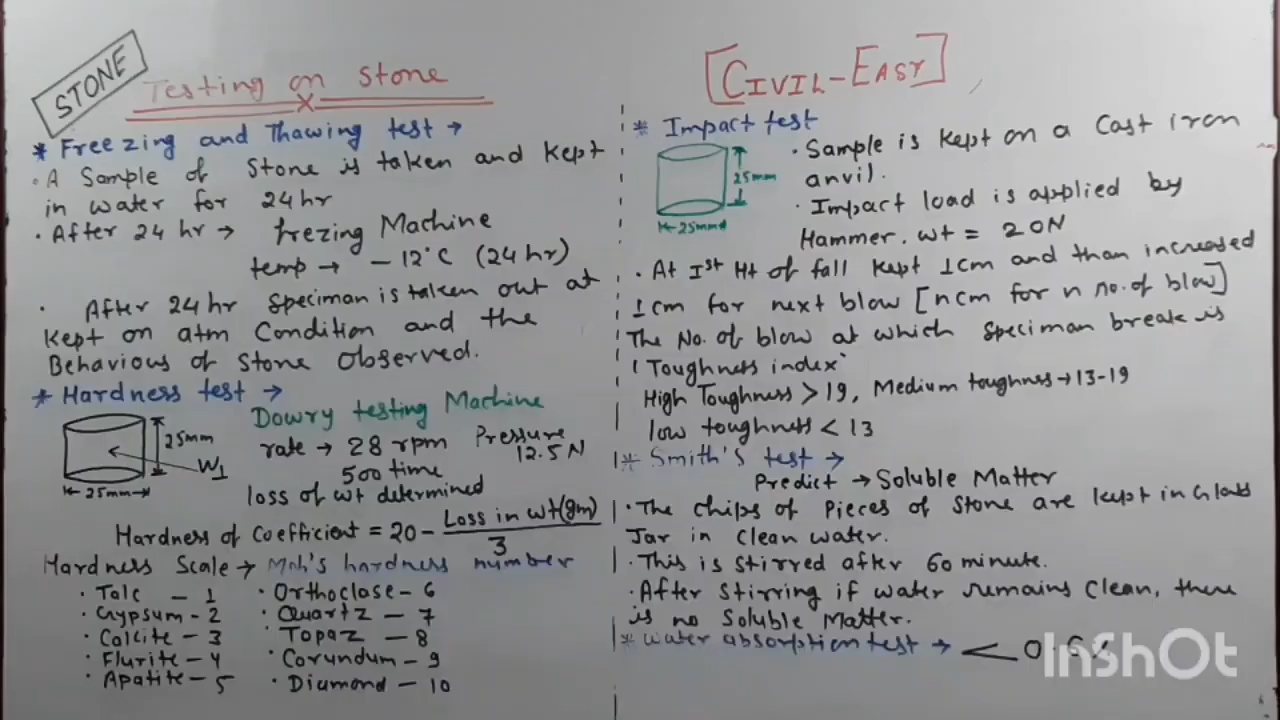 STONE
Testing on Stone
* Freezing and Thawing test →
· A Sample of Stone is taken and kept
in water for 24 hr
· After 24 hr → frezing Machine
temp → -12°C (24 hr)
· After 24 hr speciman is taken out at
kept on atm Condition and the
Behavious of Stone Observed.
* Hardness test →
Dowry testing Machine
25mm
W1
25mm
rate → 28 rpm Pressure
12.5 N
500 time
loss of wt determined
Hardness of Coefficient = 20 - Loss in wt(gm)
3
Hardness Scale → Moh's hardness number
· Talc — 1 · Orthoclose - 6
· Gypsum - 2 · Quartz - 7
· Calcite - 3 · Topaz — 8
· Flurite - 4 · Corundum - 9
· Apatite - 5 · Diamond — 10
[CIVIL-EASY]
* Impact test
25mm
25mm
· Sample is kept on a Cast iron
anvil.
· Impact load is applied by
Hammer. wt = 20N
· At Ist Ht of fall kept 1cm and than increased
1cm for next blow [n cm for n no. of blow]
The No. of blow at which speciman break is
'Toughness index'
High Toughness > 19, Medium toughnss → 13-19
low toughness < 13
* Smith's test →
Predict → Soluble Matter
· The chips of Pieces of Stone are kept in Glass
Jar in clean water.
· This is stirred after 60 minute.
· After stirring if water remains clean, there
is no Soluble Matter.
* Water absorption test → <
InShOt